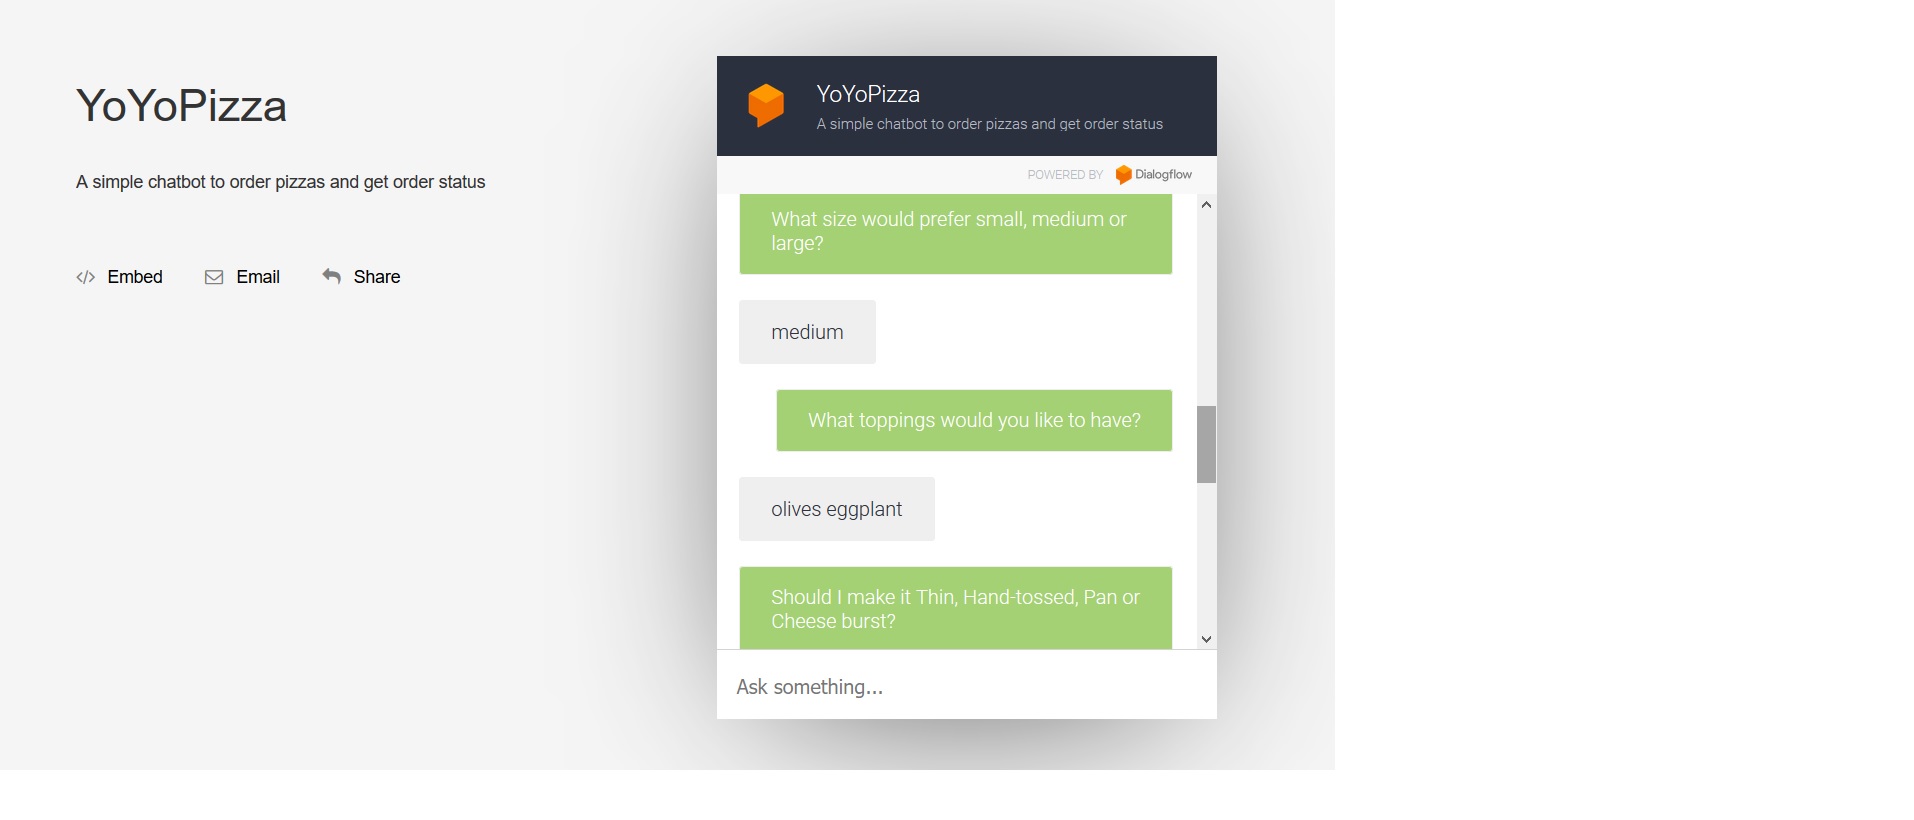 YoYoPizza
A simple chatbot to order pizzas and get order status
</> Embed Email Share
YoYoPizza
A simple chatbot to order pizzas and get order status
POWERED BY Dialogflow
What size would prefer small, medium or
large?
medium
What toppings would you like to have?
olives eggplant
Should I make it Thin, Hand-tossed, Pan or
Cheese burst?
Ask something...